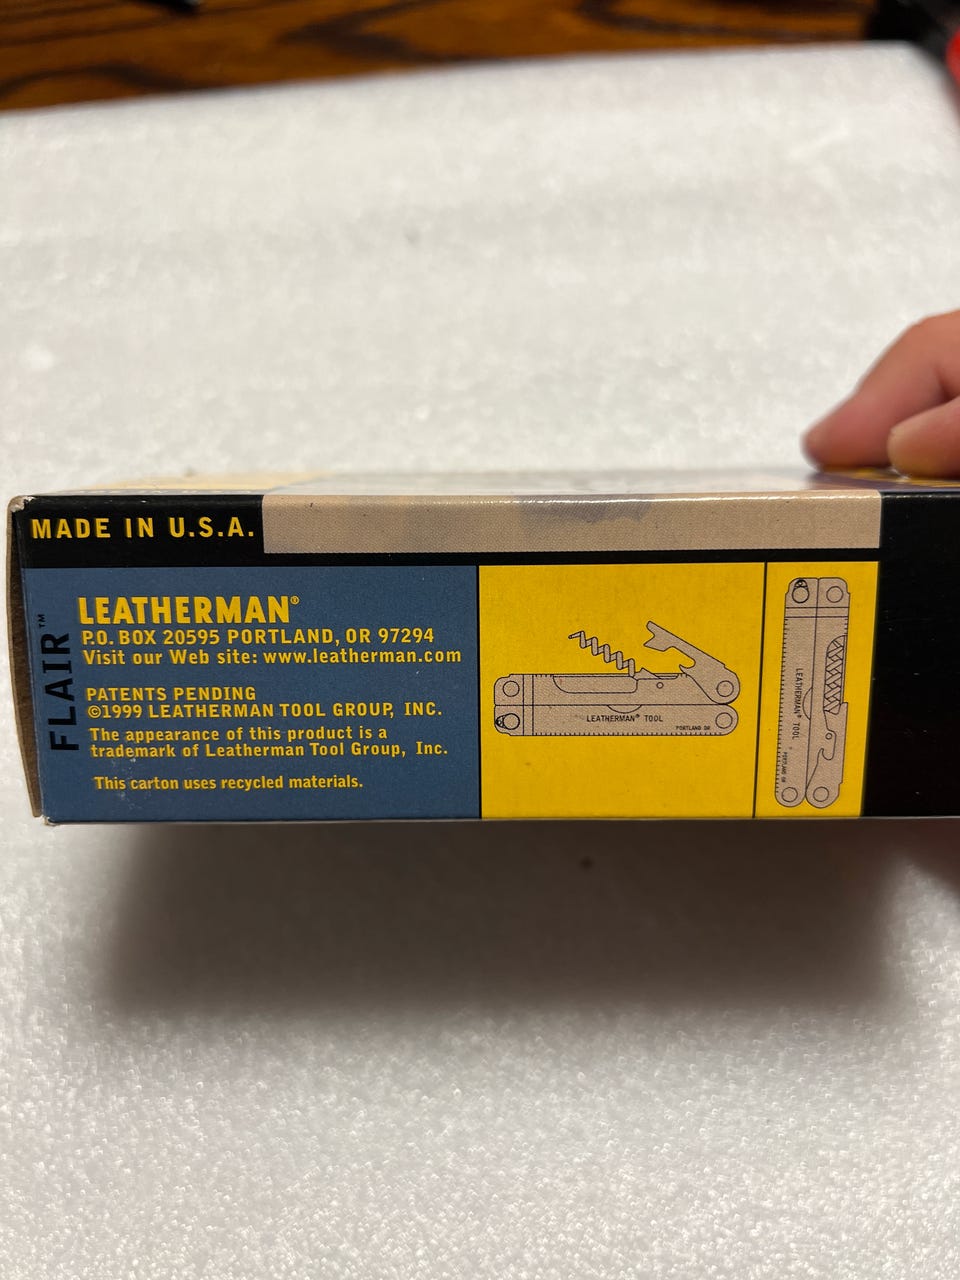 MADE IN U.S.A.
FLAIR™
LEATHERMAN®
P.O. BOX 20595 PORTLAND, OR 97294
Visit our Web site: www.leatherman.com
PATENTS PENDING
©1999 LEATHERMAN TOOL GROUP, INC.
The appearance of this product is a
trademark of Leatherman Tool Group, Inc.
This carton uses recycled materials.
LEATHERMAN® TOOL
PORTLAND OR
LEATHERMAN® TOOL
PORTLAND OR